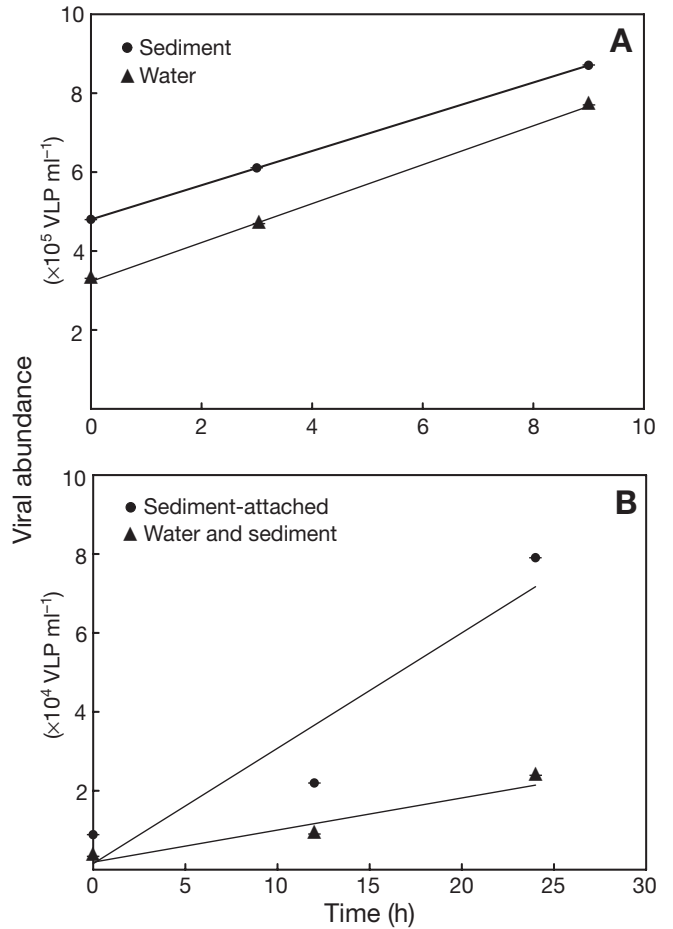 Viral abundance
A
● Sediment
▲ Water
(×10⁵ VLP ml⁻¹)
10
8
6
4
2
0 2 4 6 8 10
B
● Sediment-attached
▲ Water and sediment
(×10⁴ VLP ml⁻¹)
10
8
6
4
2
0 5 10 15 20 25 30
Time (h)